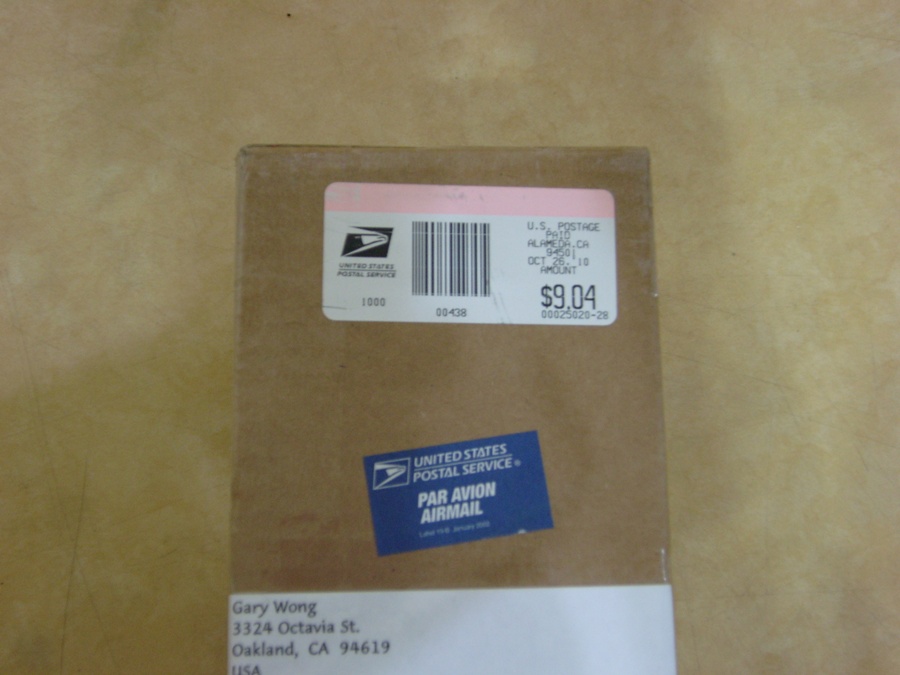 U.S. POSTAGE
PAID
ALAMEDA,CA
94501
OCT 26, 10
AMOUNT
$9.04
00025020-28
UNITED STATES
POSTAL SERVICE
1000
00438
UNITED STATES
POSTAL SERVICE®
PAR AVION
AIRMAIL
Gary Wong
3324 Octavia St.
Oakland, CA 94619
USA